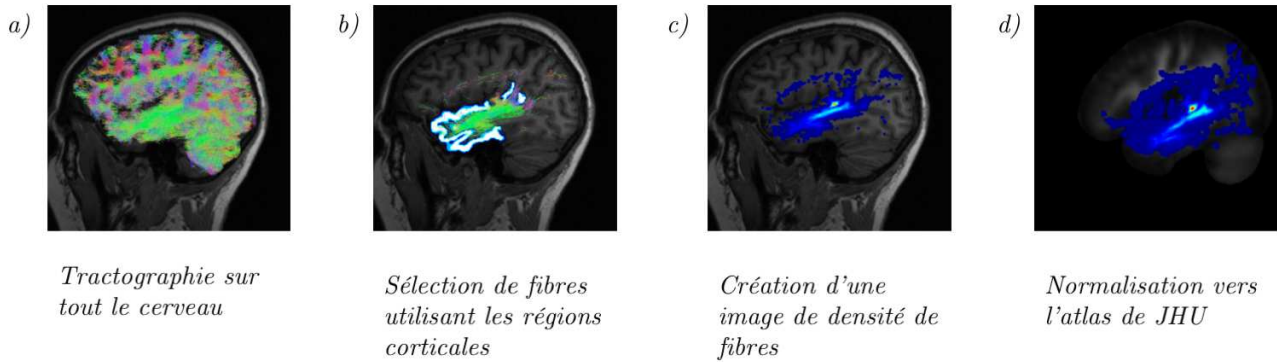 a)
b)
c)
d)
Tractographie sur
tout le cerveau
Sélection de fibres
utilisant les régions
corticales
Création d'une
image de densité de
fibres
Normalisation vers
l'atlas de JHU